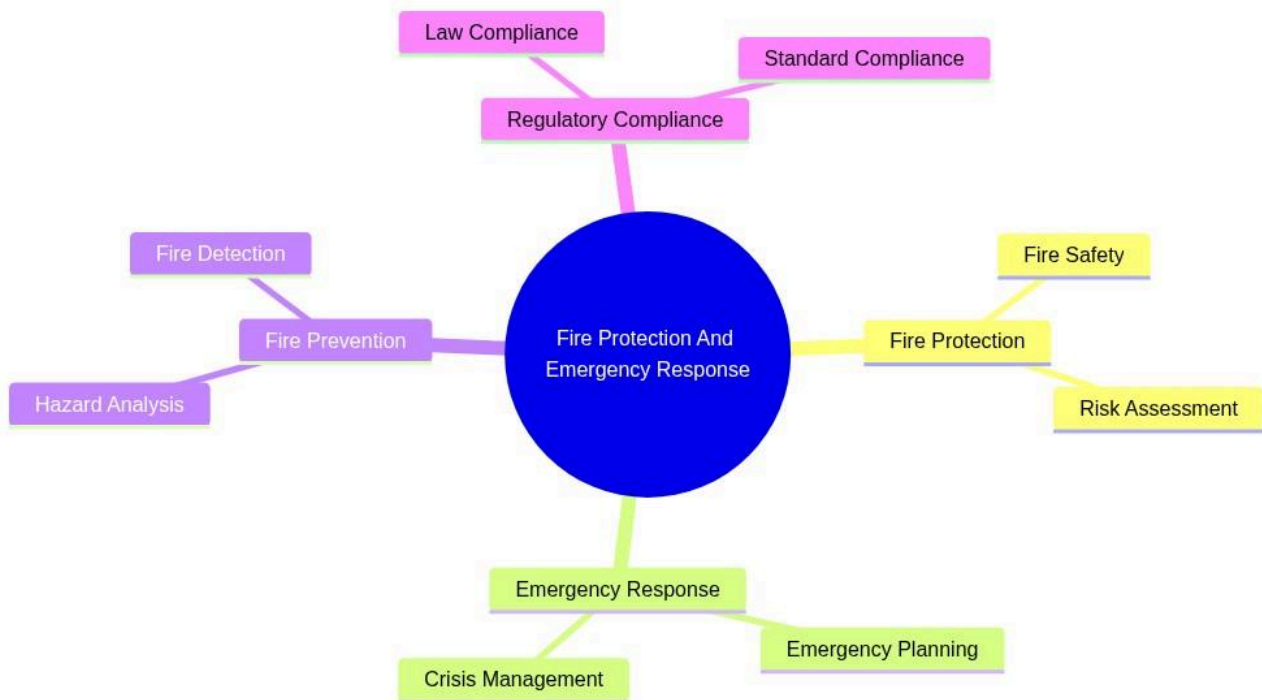 Law Compliance
Standard Compliance
Regulatory Compliance
Fire Detection
Fire Safety
Fire Prevention
Fire Protection And
Emergency Response
Fire Protection
Hazard Analysis
Risk Assessment
Emergency Response
Emergency Planning
Crisis Management